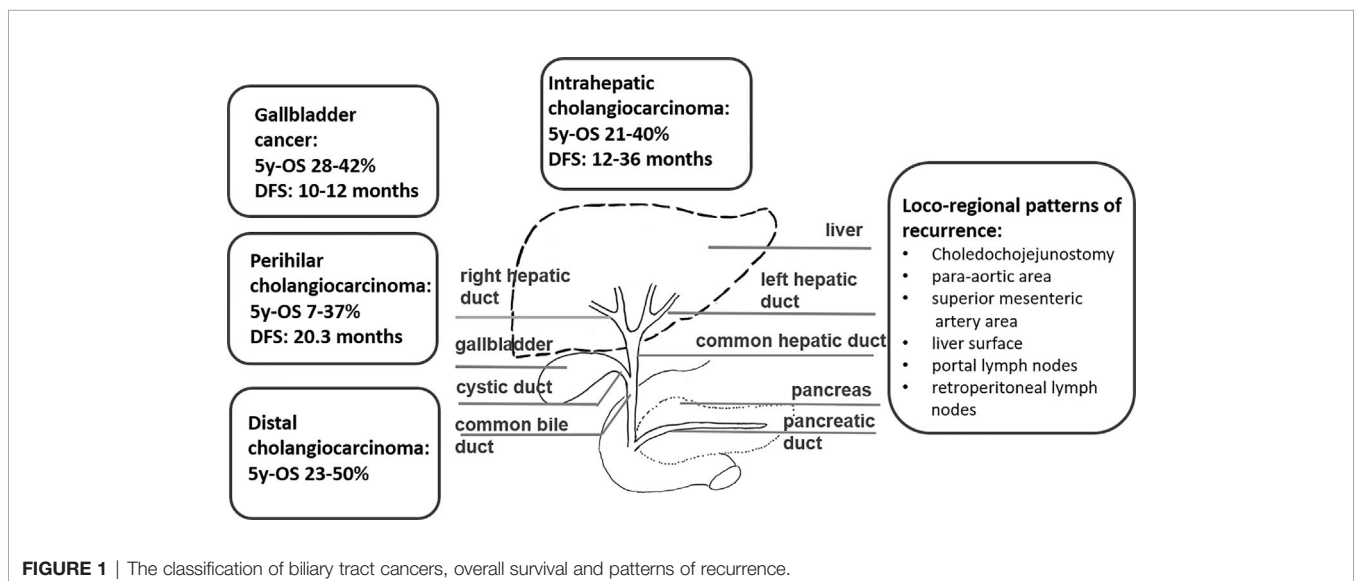 Gallbladder
cancer:
5y-OS 28-42%
DFS: 10-12 months
Intrahepatic
cholangiocarcinoma:
5y-OS 21-40%
DFS: 12-36 months
Perihilar
cholangiocarcinoma:
5y-OS 7-37%
DFS: 20.3 months
Distal
cholangiocarcinoma:
5y-OS 23-50%
right hepatic
duct
gallbladder
cystic duct
common bile
duct
liver
left hepatic
duct
common hepatic duct
pancreas
pancreatic
duct
Loco-regional patterns of
recurrence:
• Choledochojejunostomy
• para-aortic area
• superior mesenteric
artery area
• liver surface
• portal lymph nodes
• retroperitoneal lymph
nodes
FIGURE 1 | The classification of biliary tract cancers, overall survival and patterns of recurrence.